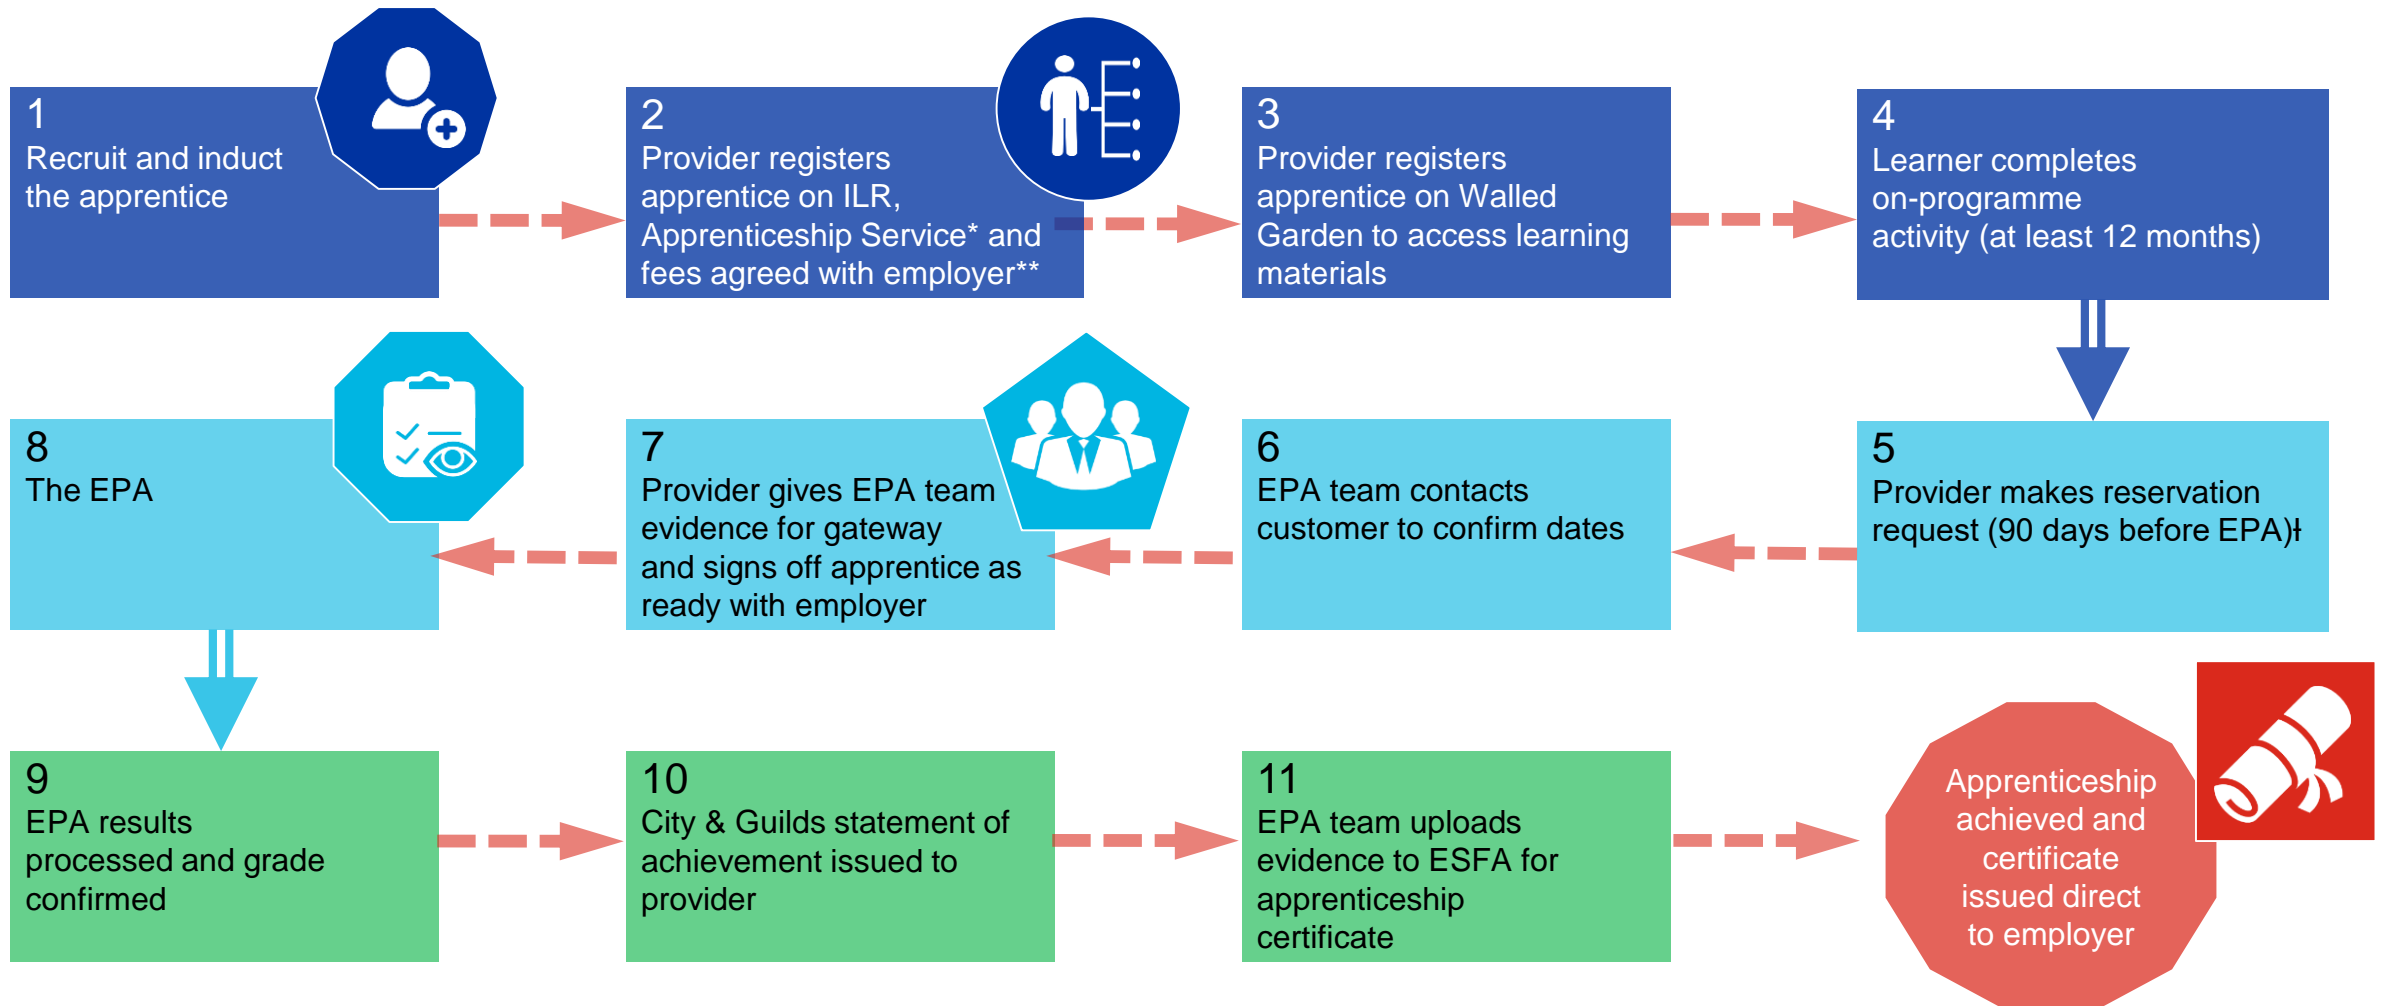 1
Recruit and induct
the apprentice
2
Provider registers
apprentice on ILR,
Apprenticeship Service* and
fees agreed with employer**
3
Provider registers
apprentice on Walled
Garden to access learning
materials
4
Learner completes
on-programme
activity (at least 12 months)
5
Provider makes reservation
request (90 days before EPA)ƚ
6
EPA team contacts
customer to confirm dates
7
Provider gives EPA team
evidence for gateway
and signs off apprentice as
ready with employer
8
The EPA
9
EPA results
processed and grade
confirmed
10
City & Guilds statement of
achievement issued to
provider
11
EPA team uploads
evidence to ESFA for
apprenticeship
certificate
Apprenticeship
achieved and
certificate
issued direct
to employer